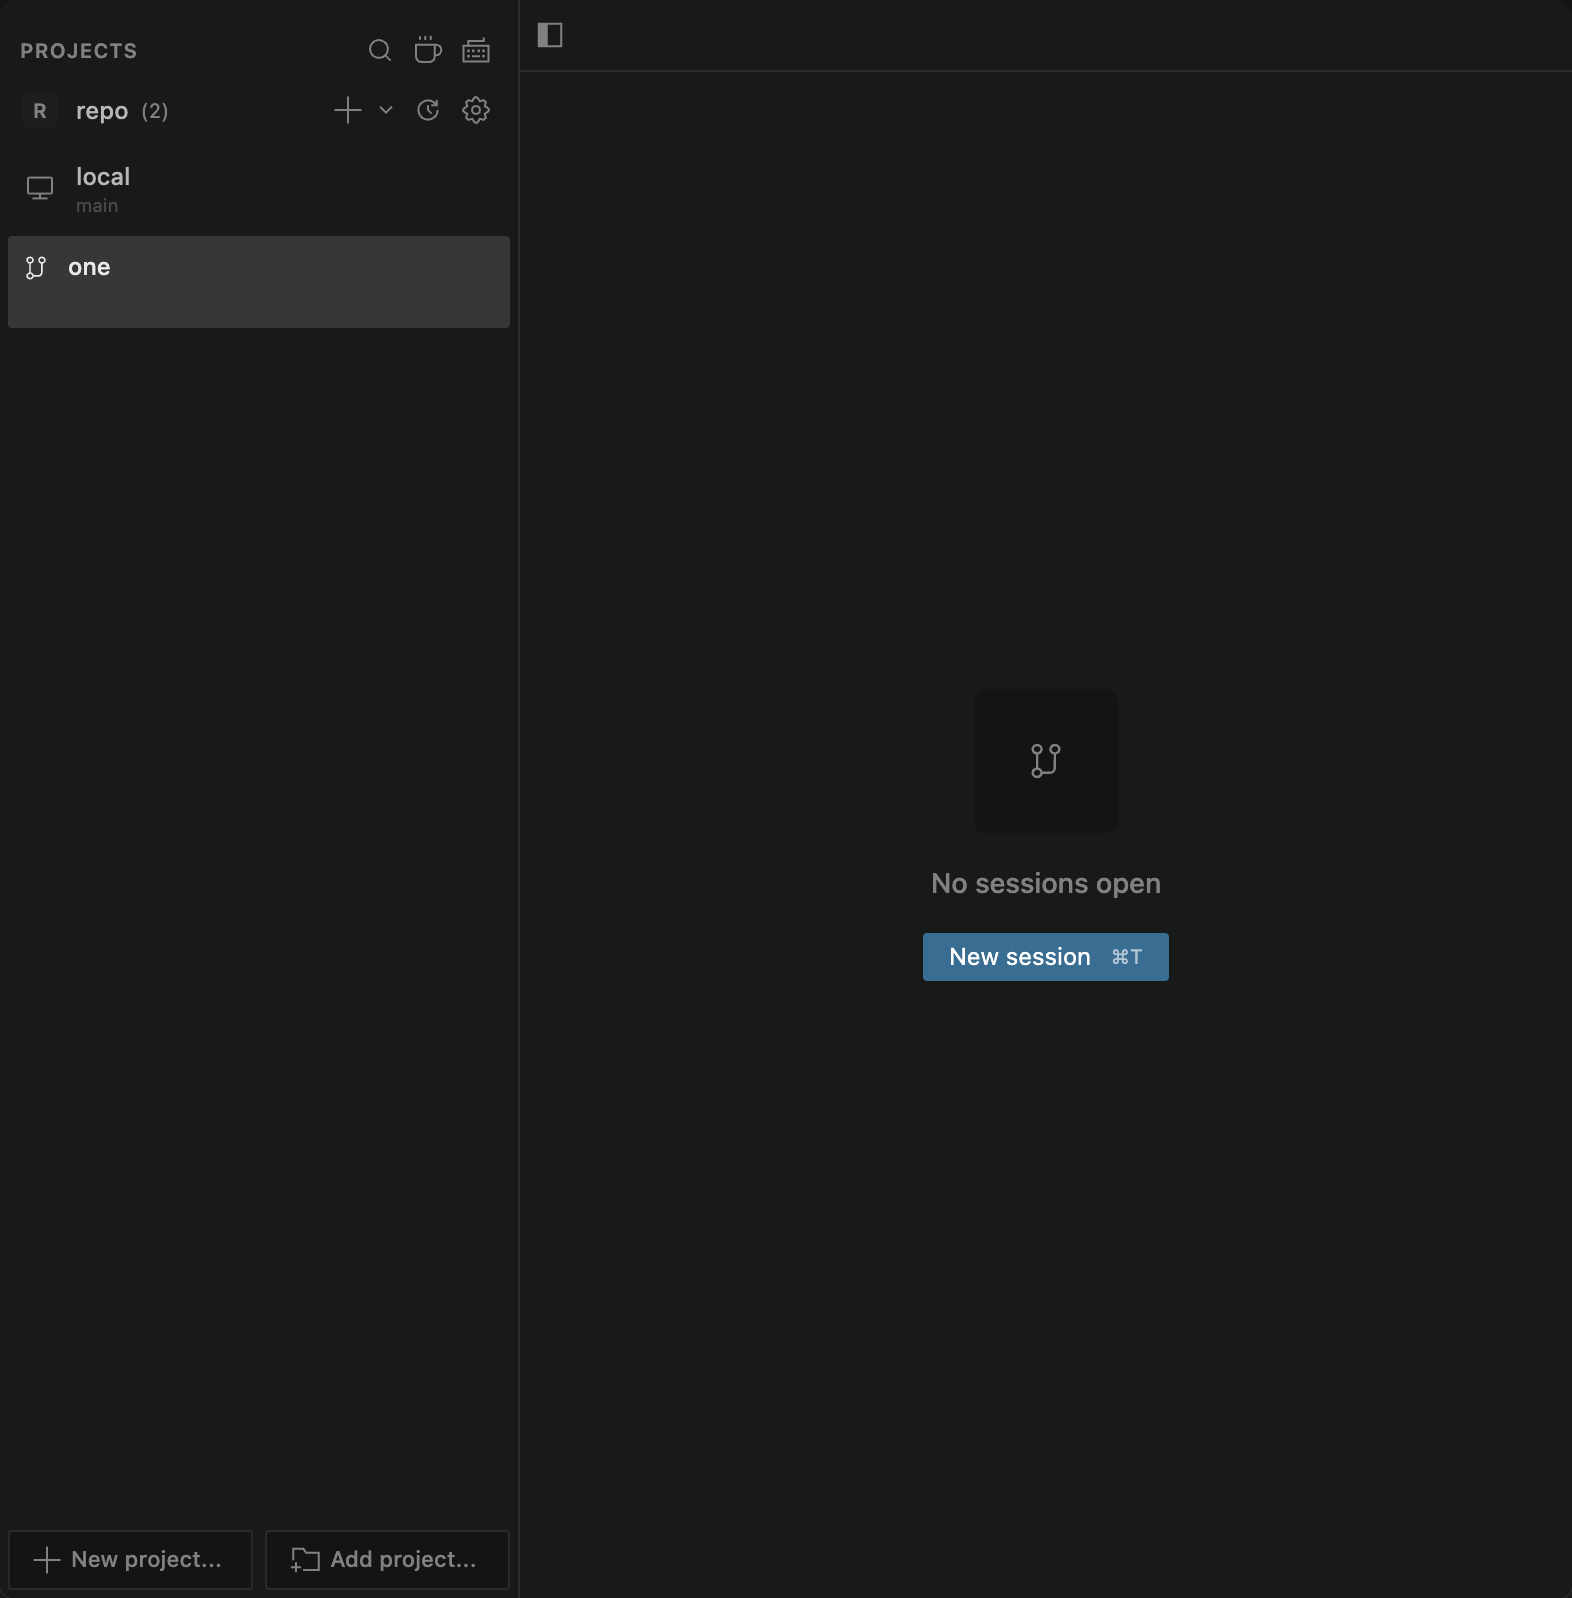 PROJECTS
R repo (2)
local
main
one
No sessions open
New session ⌘T
New project...
Add project...